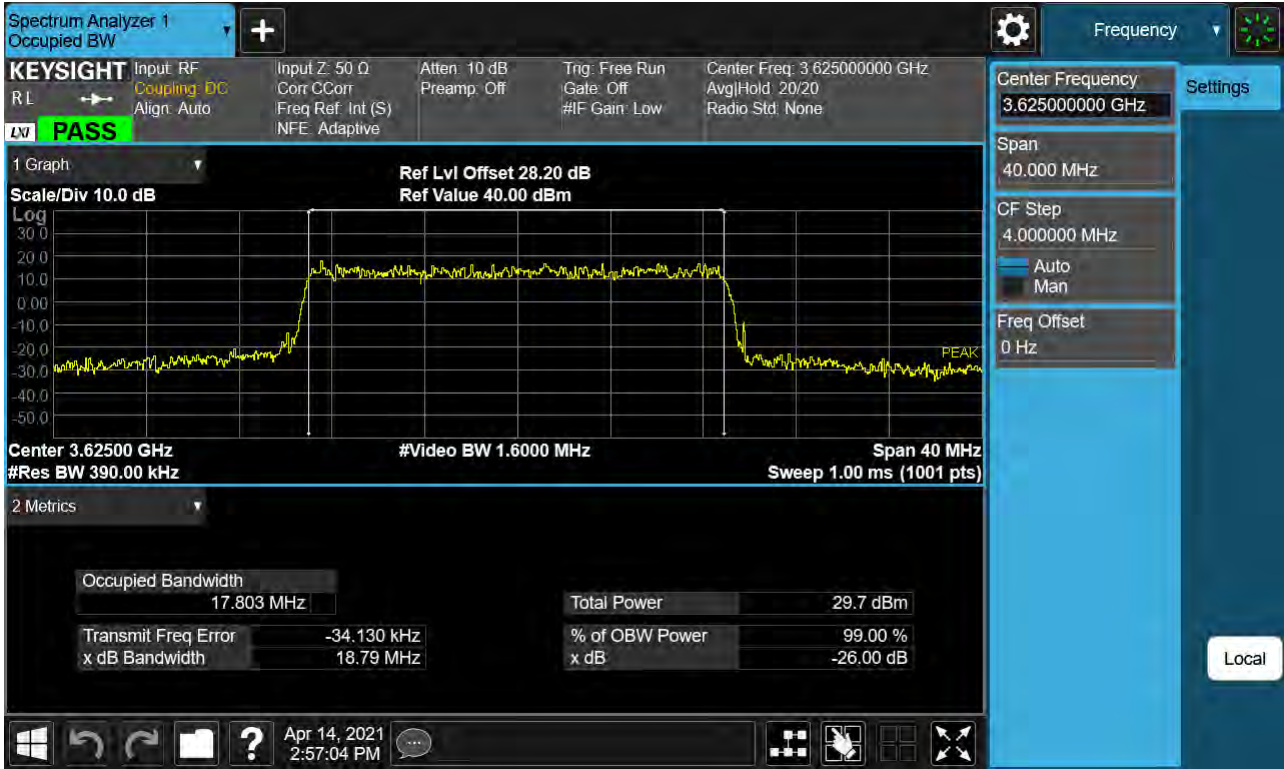 Spectrum Analyzer 1
Occupied BW
+
Frequency
KEYSIGHT
RL
LXI PASS
Input: RF
Coupling: DC
Align: Auto
Input Z: 50 Ω
Corr CCorr
Freq Ref: Int (S)
NFE: Adaptive
Atten: 10 dB
Preamp: Off
Trig: Free Run
Gate: Off
#IF Gain: Low
Center Freq: 3.625000000 GHz
Avg|Hold: 20/20
Radio Std: None
1 Graph
Scale/Div 10.0 dB
Ref Lvl Offset 28.20 dB
Ref Value 40.00 dBm
Log
30.0
20.0
10.0
0.00
-10.0
-20.0
-30.0
-40.0
-50.0
PEAK
Center 3.62500 GHz
#Video BW 1.6000 MHz
Span 40 MHz
#Res BW 390.00 kHz
Sweep 1.00 ms (1001 pts)
2 Metrics
Occupied Bandwidth
17.803 MHz
Transmit Freq Error -34.130 kHz
x dB Bandwidth 18.79 MHz
Total Power 29.7 dBm
% of OBW Power 99.00 %
x dB -26.00 dB
Center Frequency
3.625000000 GHz
Span
40.000 MHz
CF Step
4.000000 MHz
Auto
Man
Freq Offset
0 Hz
Settings
Local
?
Apr 14, 2021
2:57:04 PM